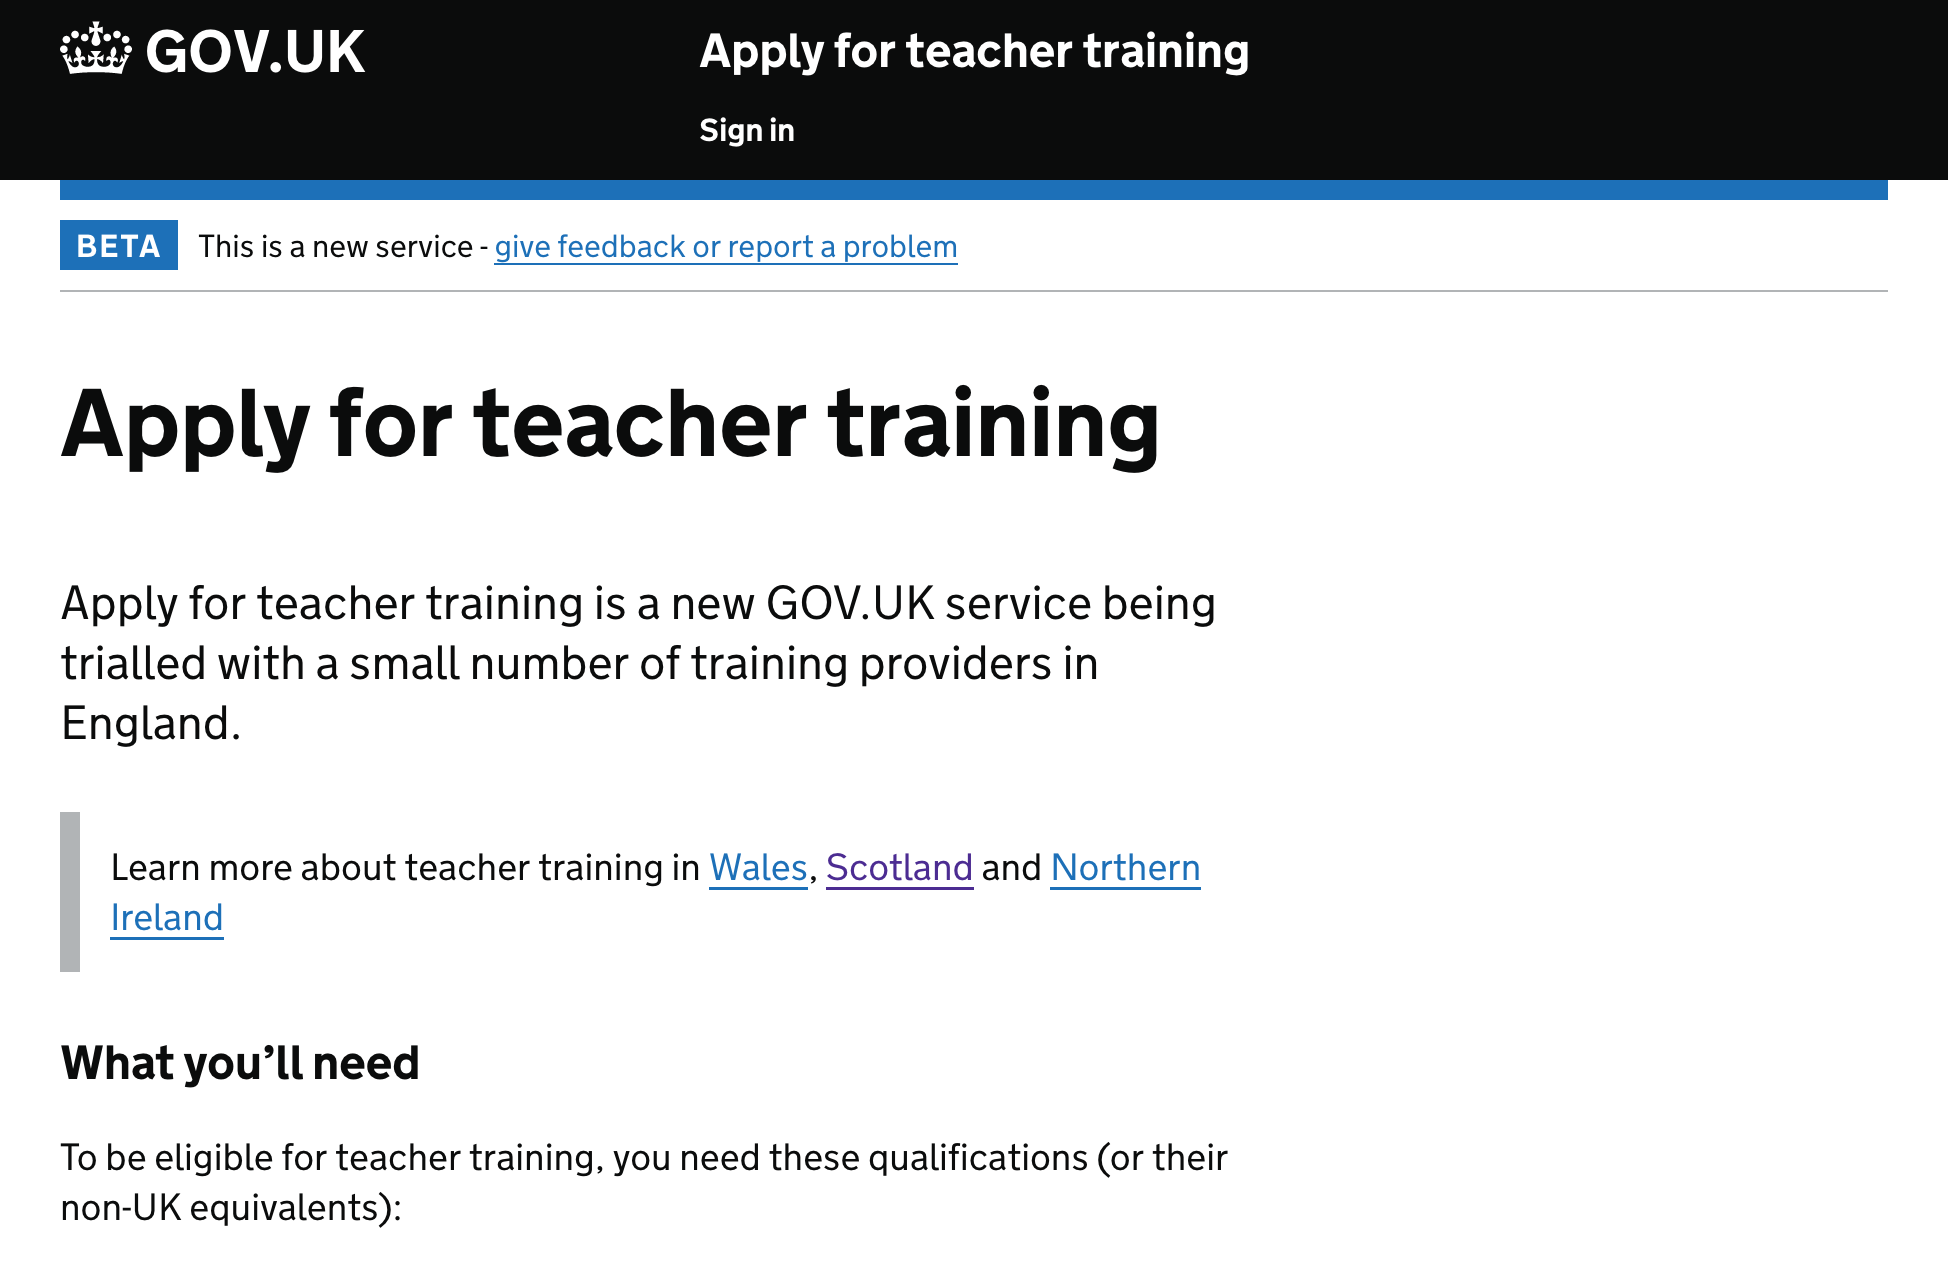 GOV.UK
Apply for teacher training
Sign in
BETA This is a new service - give feedback or report a problem
Apply for teacher training
Apply for teacher training is a new GOV.UK service being
trialled with a small number of training providers in
England.
Learn more about teacher training in Wales, Scotland and Northern
Ireland
What you’ll need
To be eligible for teacher training, you need these qualifications (or their
non-UK equivalents):